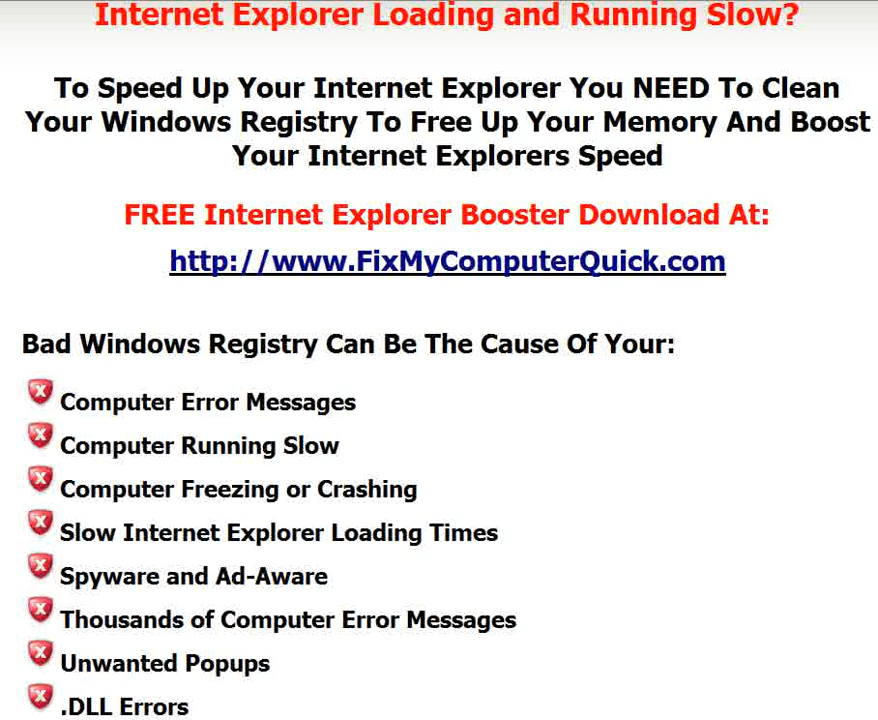 Internet Explorer Loading and Running Slow?
To Speed Up Your Internet Explorer You NEED To Clean
Your Windows Registry To Free Up Your Memory And Boost
Your Internet Explorers Speed
FREE Internet Explorer Booster Download At:
http://www.FixMyComputerQuick.com
Bad Windows Registry Can Be The Cause Of Your:
Computer Error Messages
Computer Running Slow
Computer Freezing or Crashing
Slow Internet Explorer Loading Times
Spyware and Ad-Aware
Thousands of Computer Error Messages
Unwanted Popups
.DLL Errors